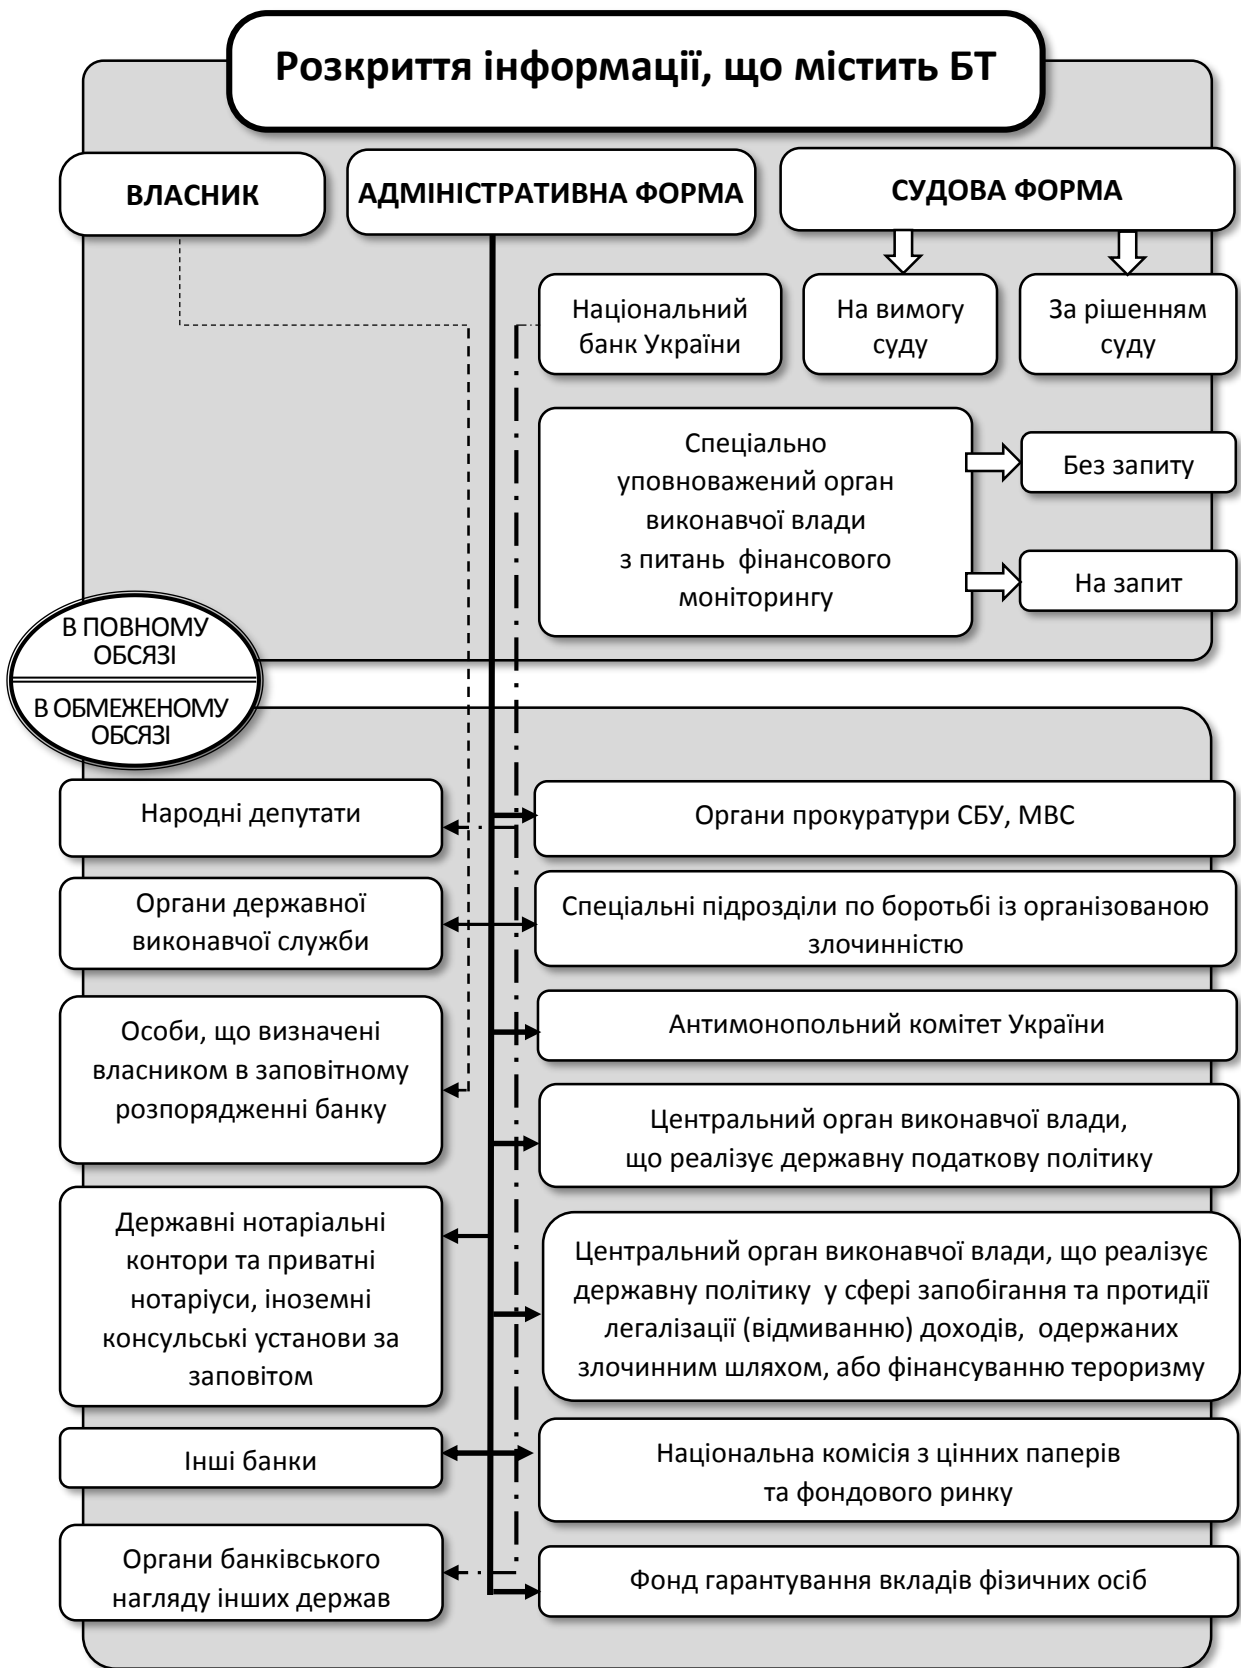 Розкриття інформації, що містить БТ
ВЛАСНИК
АДМІНІСТРАТИВНА ФОРМА
СУДОВА ФОРМА
Національний
банк України
На вимогу
суду
За рішенням
суду
Спеціально
уповноважений орган
виконавчої влади
з питань фінансового
моніторингу
Без запиту
На запит
В ПОВНОМУ
ОБСЯЗІ
В ОБМЕЖЕНОМУ
ОБСЯЗІ
Народні депутати
Органи державної
виконавчої служби
Особи, що визначені
власником в заповітному
розпорядженні банку
Державні нотаріальні
контори та приватні
нотаріуси, іноземні
консульські установи за
заповітом
Інші банки
Органи банківського
нагляду інших держав
Органи прокуратури СБУ, МВС
Спеціальні підрозділи по боротьбі із організованою
злочинністю
Антимонопольний комітет України
Центральний орган виконавчої влади,
що реалізує державну податкову політику
Центральний орган виконавчої влади, що реалізує
державну політику у сфері запобігання та протидії
легалізації (відмиванню) доходів, одержаних
злочинним шляхом, або фінансуванню тероризму
Національна комісія з цінних паперів
та фондового ринку
Фонд гарантування вкладів фізичних осіб